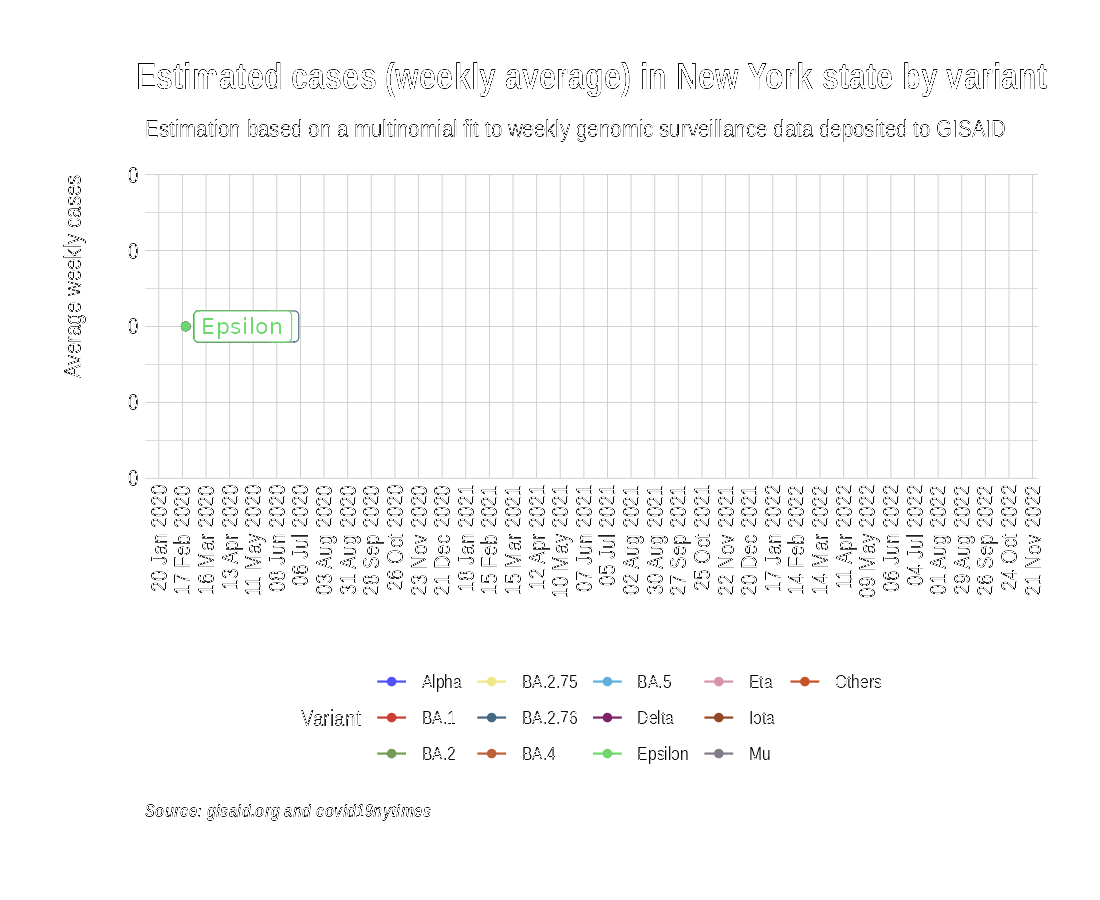 Estimated cases (weekly average) in New York state by variant
Estimation based on a multinomial fit to weekly genomic surveillance data deposited to GISAID
Average weekly cases
0
0
0
0
0
Epsilon
20 Jan 2020
17 Feb 2020
16 Mar 2020
13 Apr 2020
11 May 2020
08 Jun 2020
06 Jul 2020
03 Aug 2020
31 Aug 2020
28 Sep 2020
26 Oct 2020
23 Nov 2020
21 Dec 2020
18 Jan 2021
15 Feb 2021
15 Mar 2021
12 Apr 2021
10 May 2021
07 Jun 2021
05 Jul 2021
02 Aug 2021
30 Aug 2021
27 Sep 2021
25 Oct 2021
22 Nov 2021
20 Dec 2021
17 Jan 2022
14 Feb 2022
14 Mar 2022
11 Apr 2022
09 May 2022
06 Jun 2022
04 Jul 2022
01 Aug 2022
29 Aug 2022
26 Sep 2022
24 Oct 2022
21 Nov 2022
Variant
Alpha
BA.1
BA.2
BA.2.75
BA.2.76
BA.4
BA.5
Delta
Epsilon
Eta
Iota
Mu
Others
Source: gisaid.org and covid19nytimes